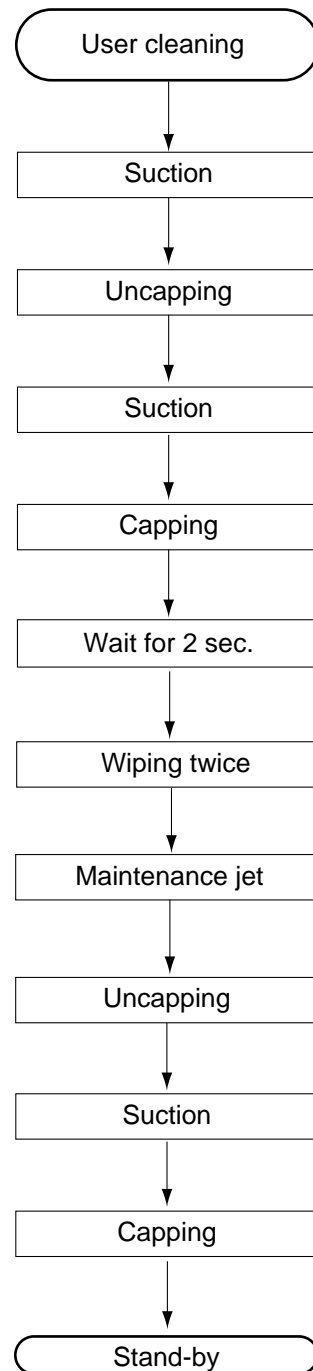 User cleaning
Suction
Uncapping
Suction
Capping
Wait for 2 sec.
Wiping twice
Maintenance jet
Uncapping
Suction
Capping
Stand-by